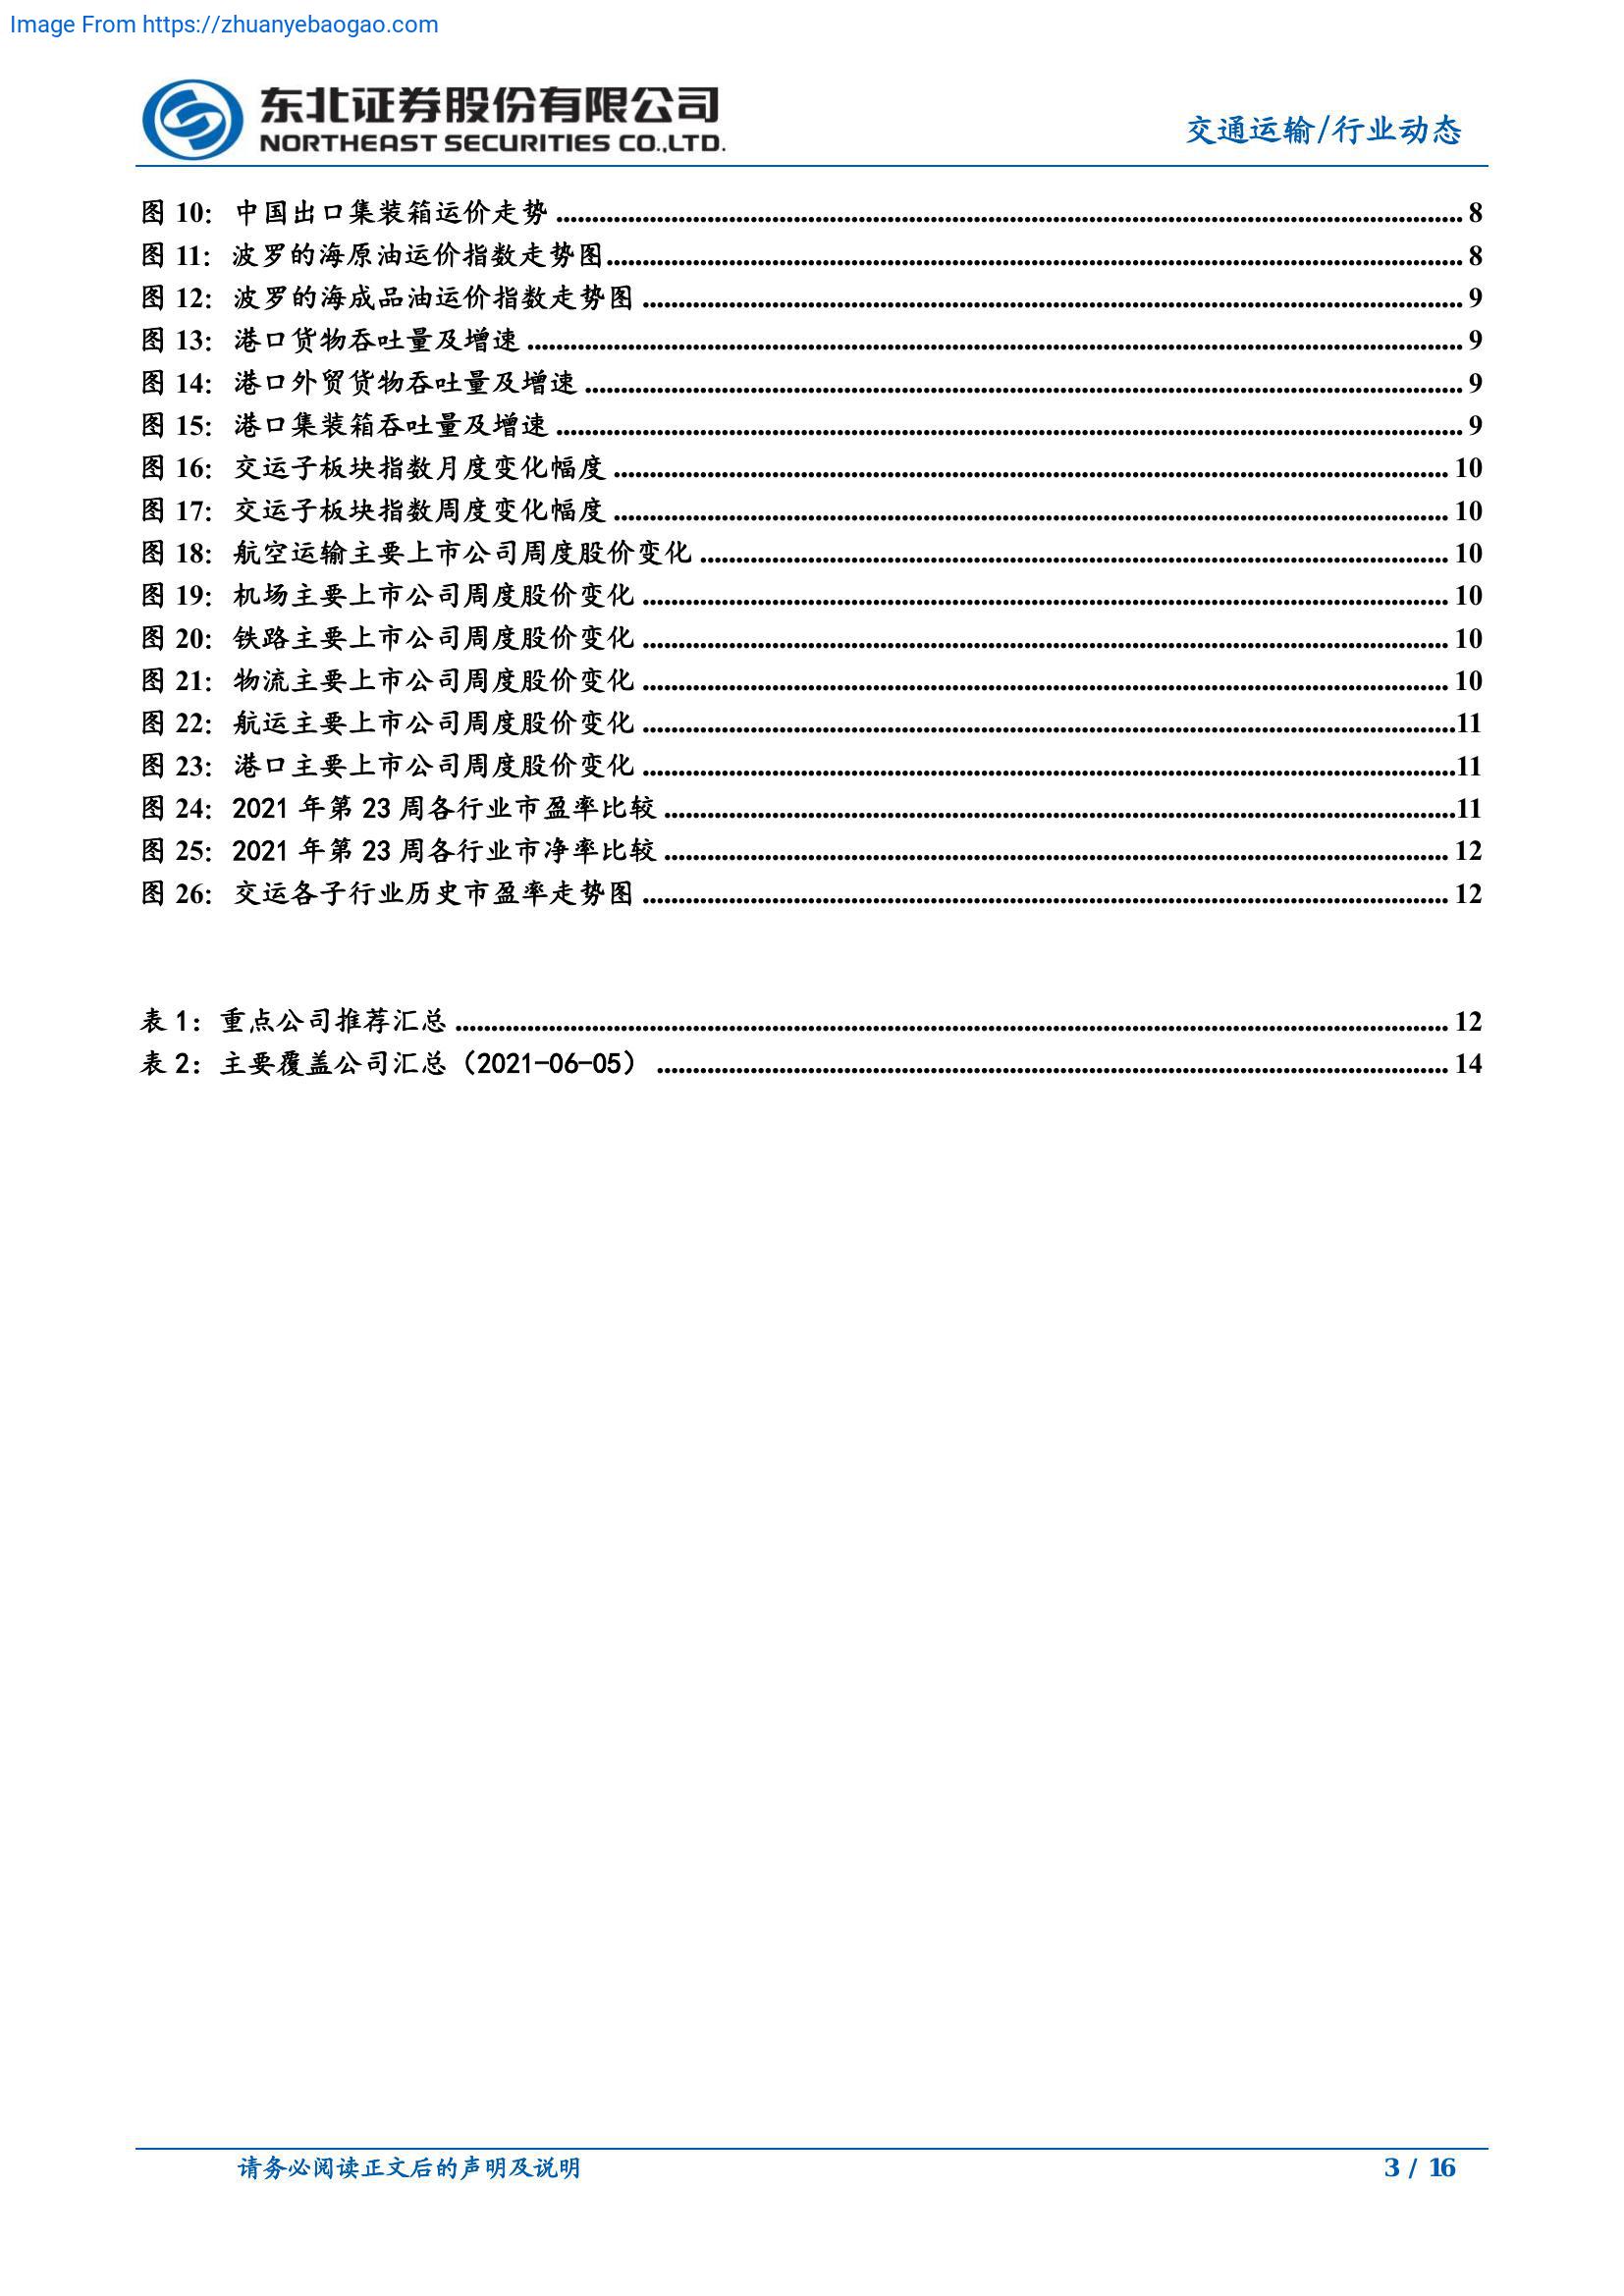 Image From https://zhuanyebaogao.com
东北证券股份有限公司
NORTHEAST SECURITIES CO.,LTD.
交通运输/行业动态
图 10: 中国出口集装箱运价走势 ........ 8
图 11: 波罗的海原油运价指数走势图 ........ 8
图 12: 波罗的海成品油运价指数走势图 ........ 9
图 13: 港口货物吞吐量及增速 ........ 9
图 14: 港口外贸货物吞吐量及增速 ........ 9
图 15: 港口集装箱吞吐量及增速 ........ 9
图 16: 交运子板块指数月度变化幅度 ........ 10
图 17: 交运子板块指数周度变化幅度 ........ 10
图 18: 航空运输主要上市公司周度股价变化 ........ 10
图 19: 机场主要上市公司周度股价变化 ........ 10
图 20: 铁路主要上市公司周度股价变化 ........ 10
图 21: 物流主要上市公司周度股价变化 ........ 10
图 22: 航运主要上市公司周度股价变化 ........ 11
图 23: 港口主要上市公司周度股价变化 ........ 11
图 24: 2021 年第 23 周各行业市盈率比较 ........ 11
图 25: 2021 年第 23 周各行业市净率比较 ........ 12
图 26: 交运各子行业历史市盈率走势图 ........ 12
表 1: 重点公司推荐汇总 ........ 12
表 2: 主要覆盖公司汇总（2021-06-05） ........ 14
请务必阅读正文后的声明及说明
3 / 16